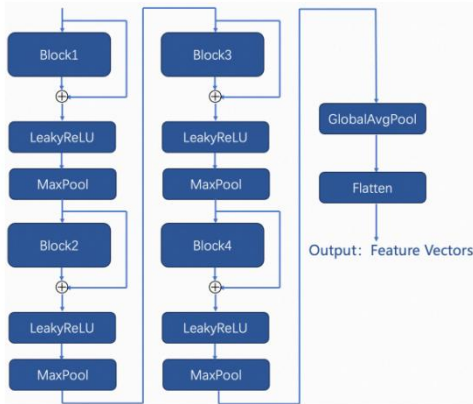 Block1
LeakyReLU
MaxPool
Block2
LeakyReLU
MaxPool
Block3
LeakyReLU
MaxPool
Block4
LeakyReLU
MaxPool
GlobalAvgPool
Flatten
Output: Feature Vectors